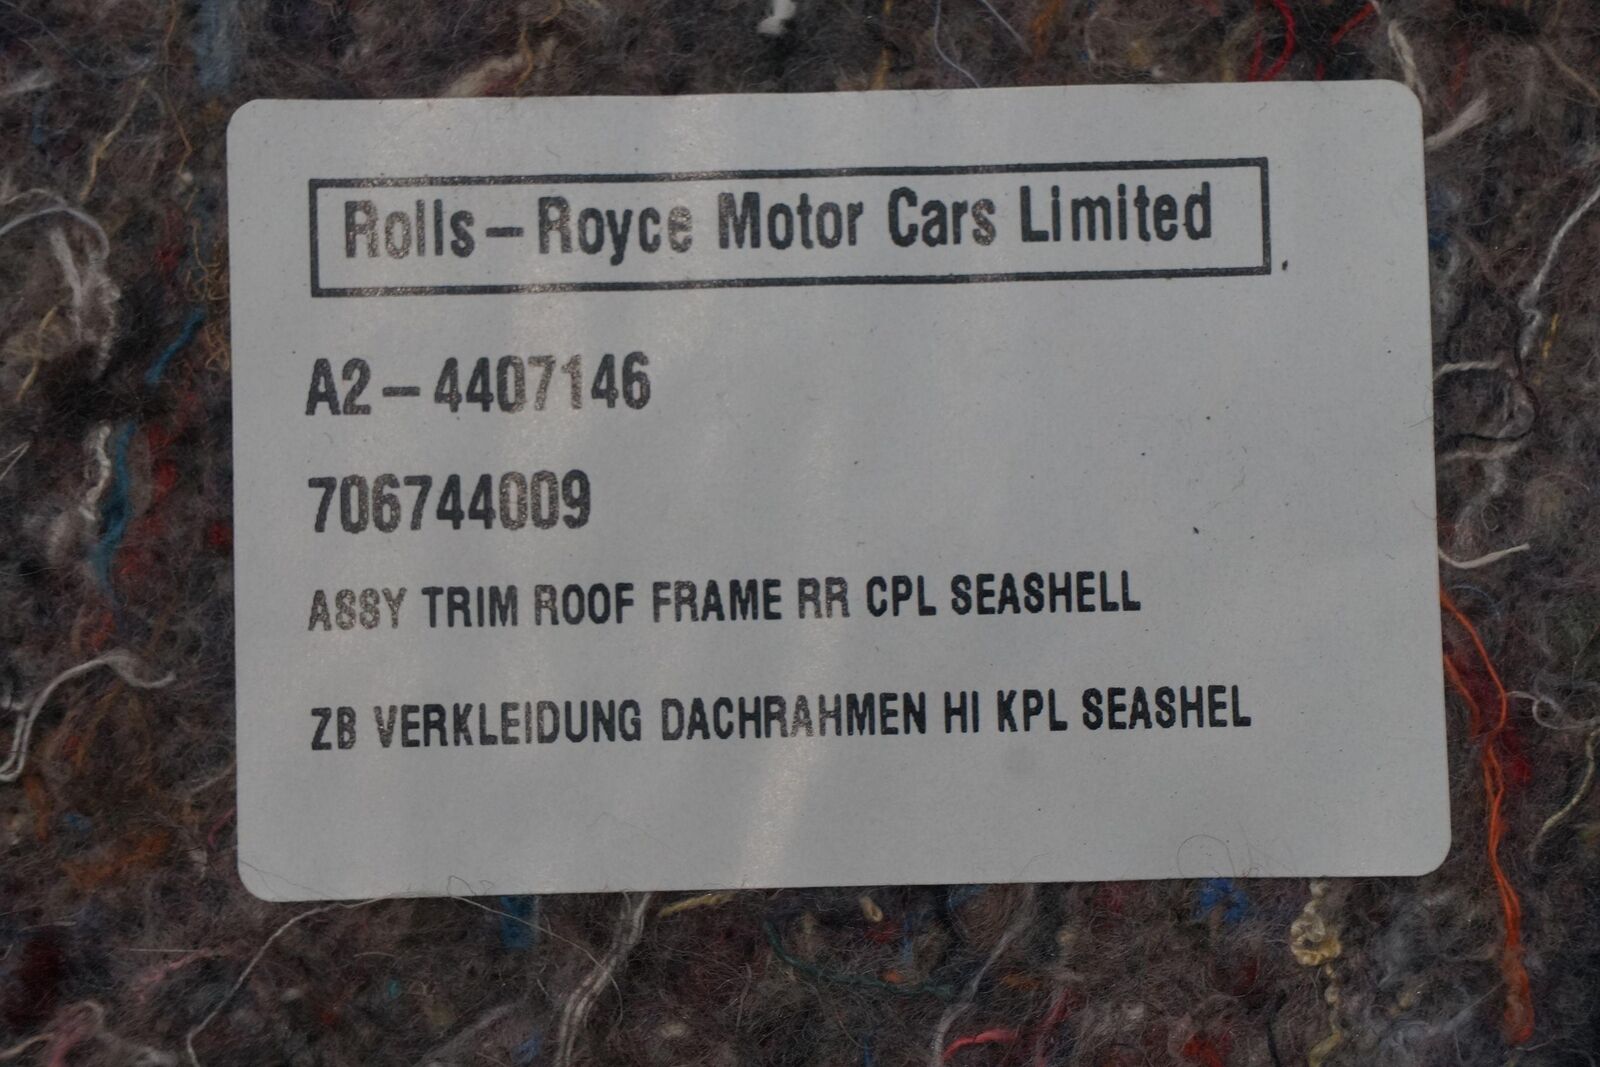 Rolls-Royce Motor Cars Limited
A2-4407146
706744009
ASSY TRIM ROOF FRAME RR CPL SEASHELL
ZB VERKLEIDUNG DACHRAHMEN HI KPL SEASHEL